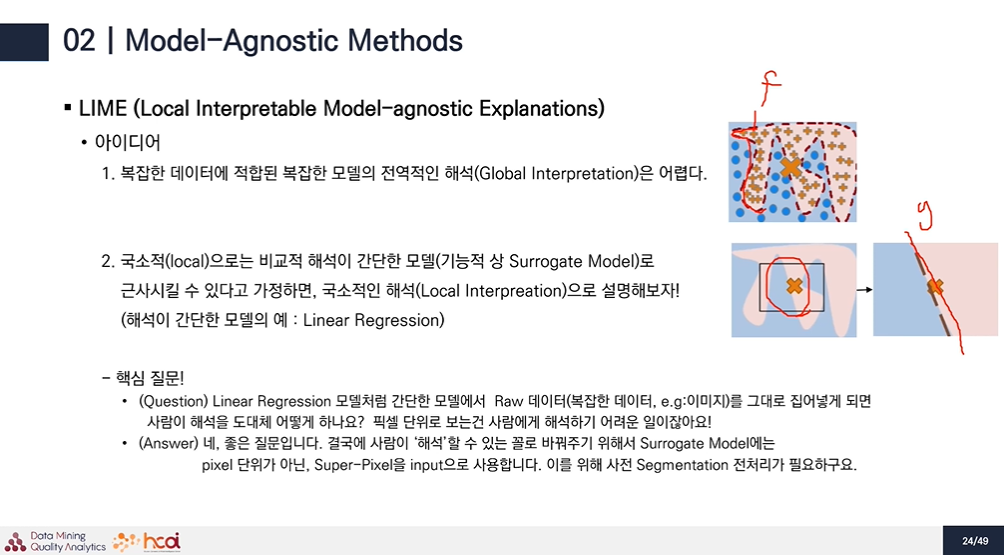 02 | Model-Agnostic Methods
▪ LIME (Local Interpretable Model-agnostic Explanations)
• 아이디어
1. 복잡한 데이터에 적합된 복잡한 모델의 전역적인 해석(Global Interpretation)은 어렵다.
2. 국소적(local)으로는 비교적 해석이 간단한 모델(기능적 상 Surrogate Model)로
근사시킬 수 있다고 가정하면, 국소적인 해석(Local Interpreation)으로 설명해보자!
(해석이 간단한 모델의 예 : Linear Regression)
f
g
- 핵심 질문!
• (Question) Linear Regression 모델처럼 간단한 모델에서 Raw 데이터(복잡한 데이터, e.g:이미지)를 그대로 집어넣게 되면
사람이 해석을 도대체 어떻게 하나요? 픽셀 단위로 보는건 사람에게 해석하기 어려운 일이잖아요!
• (Answer) 네, 좋은 질문입니다. 결국에 사람이 '해석'할 수 있는 꼴로 바꿔주기 위해서 Surrogate Model에는
pixel 단위가 아닌, Super-Pixel을 input으로 사용합니다. 이를 위해 사전 Segmentation 전처리가 필요하구요.
Data Mining
Quality Analytics
hcai
24/49